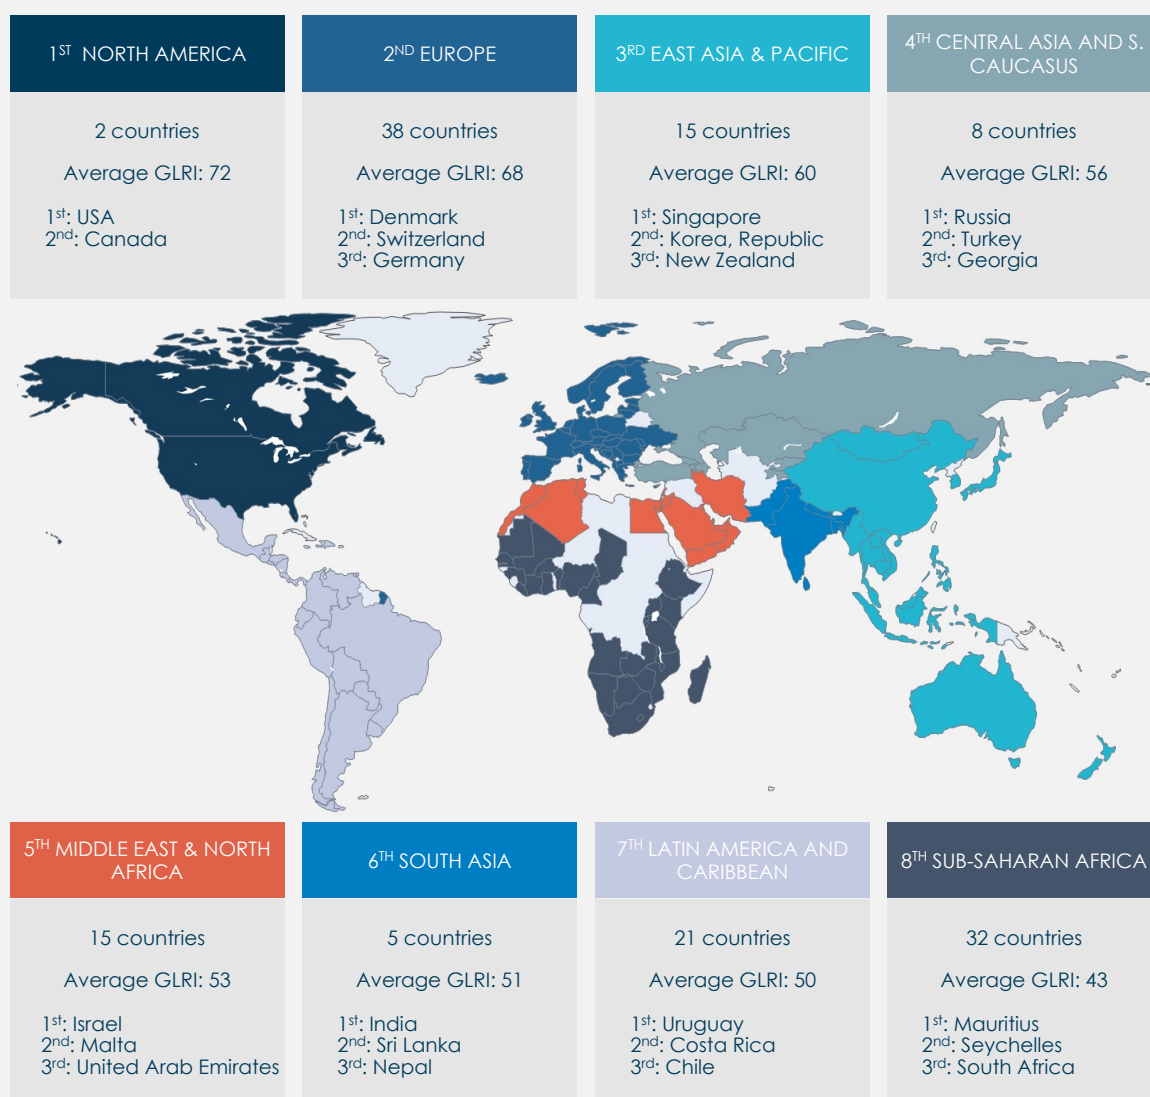 1ST NORTH AMERICA
2 countries
Average GLRI: 72
1st: USA
2nd: Canada
2ND EUROPE
38 countries
Average GLRI: 68
1st: Denmark
2nd: Switzerland
3rd: Germany
3RD EAST ASIA & PACIFIC
15 countries
Average GLRI: 60
1st: Singapore
2nd: Korea, Republic
3rd: New Zealand
4TH CENTRAL ASIA AND S.
CAUCASUS
8 countries
Average GLRI: 56
1st: Russia
2nd: Turkey
3rd: Georgia
5TH MIDDLE EAST & NORTH
AFRICA
15 countries
Average GLRI: 53
1st: Israel
2nd: Malta
3rd: United Arab Emirates
6TH SOUTH ASIA
5 countries
Average GLRI: 51
1st: India
2nd: Sri Lanka
3rd: Nepal
7TH LATIN AMERICA AND
CARIBBEAN
21 countries
Average GLRI: 50
1st: Uruguay
2nd: Costa Rica
3rd: Chile
8TH SUB-SAHARAN AFRICA
32 countries
Average GLRI: 43
1st: Mauritius
2nd: Seychelles
3rd: South Africa